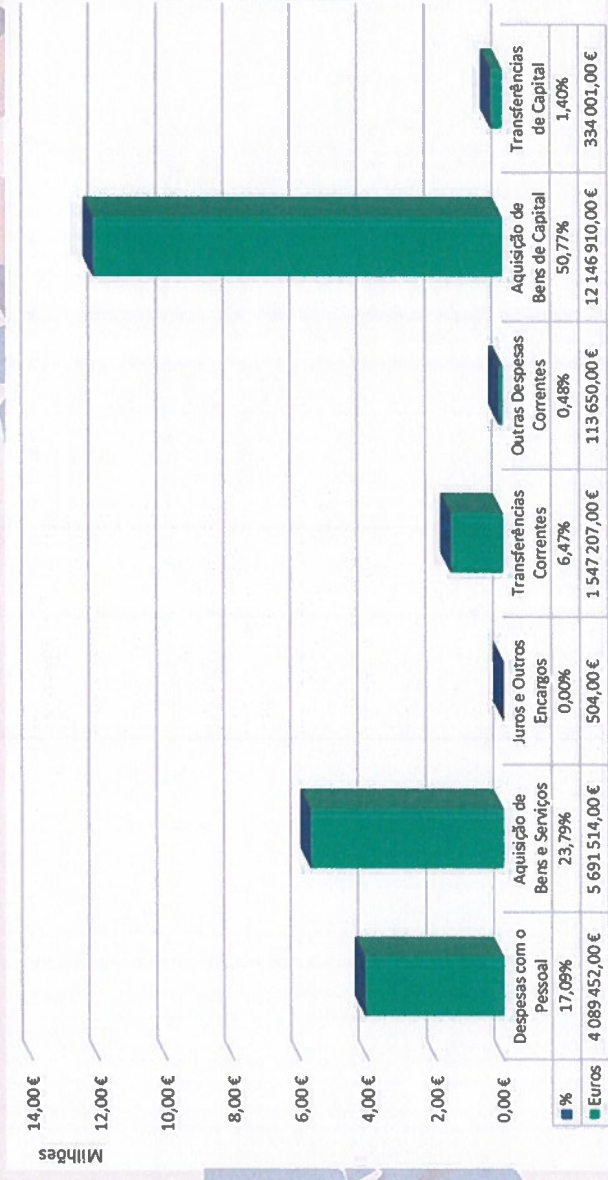 Milhões
14,00 €
12,00 €
10,00 €
8,00 €
6,00 €
4,00 €
2,00 €
0,00 €
Despesas com o Pessoal
Aquisição de Bens e Serviços
Juros e Outros Encargos
Transferências Correntes
Outras Despesas Correntes
Aquisição de Bens de Capital
Transferências de Capital
% 17,09% 23,79% 0,00% 6,47% 0,48% 50,77% 1,40%
Euros 4 089 452,00 € 5 691 514,00 € 504,00 € 1 547 207,00 € 113 650,00 € 12 146 910,00 € 334 001,00 €